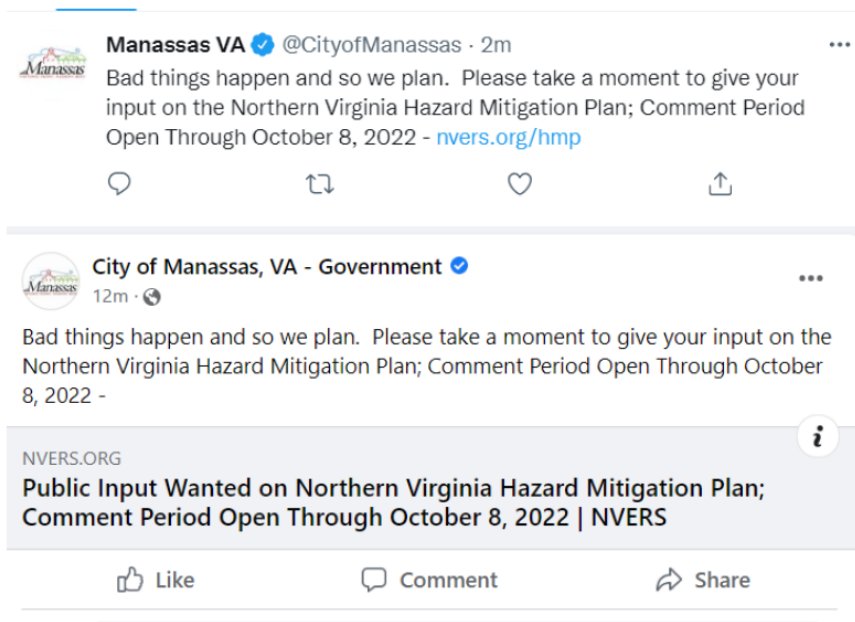 Manassas
Manassas VA @CityofManassas · 2m
Bad things happen and so we plan.  Please take a moment to give your
input on the Northern Virginia Hazard Mitigation Plan; Comment Period
Open Through October 8, 2022 - nvers.org/hmp
Manassas
City of Manassas, VA - Government
12m ·
Bad things happen and so we plan.  Please take a moment to give your input on the
Northern Virginia Hazard Mitigation Plan; Comment Period Open Through October
8, 2022 -
NVERS.ORG
Public Input Wanted on Northern Virginia Hazard Mitigation Plan;
Comment Period Open Through October 8, 2022 | NVERS
Like Comment Share